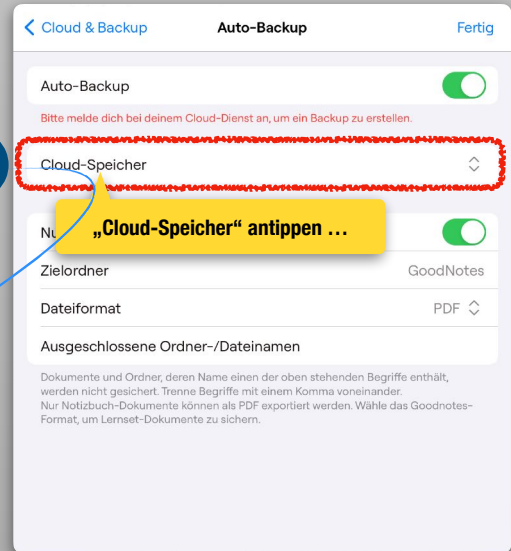 Cloud & Backup
Auto-Backup
Fertig
Auto-Backup
Bitte melde dich bei deinem Cloud-Dienst an, um ein Backup zu erstellen.
Cloud-Speicher
„Cloud-Speicher“ antippen …
Zielordner
GoodNotes
Dateiformat
PDF
Ausgeschlossene Ordner-/Dateinamen
Dokumente und Ordner, deren Name einen der oben stehenden Begriffe enthält,
werden nicht gesichert. Trenne Begriffe mit einem Komma voneinander.
Nur Notizbuch-Dokumente können als PDF exportiert werden. Wähle das Goodnotes-
Format, um Lernset-Dokumente zu sichern.